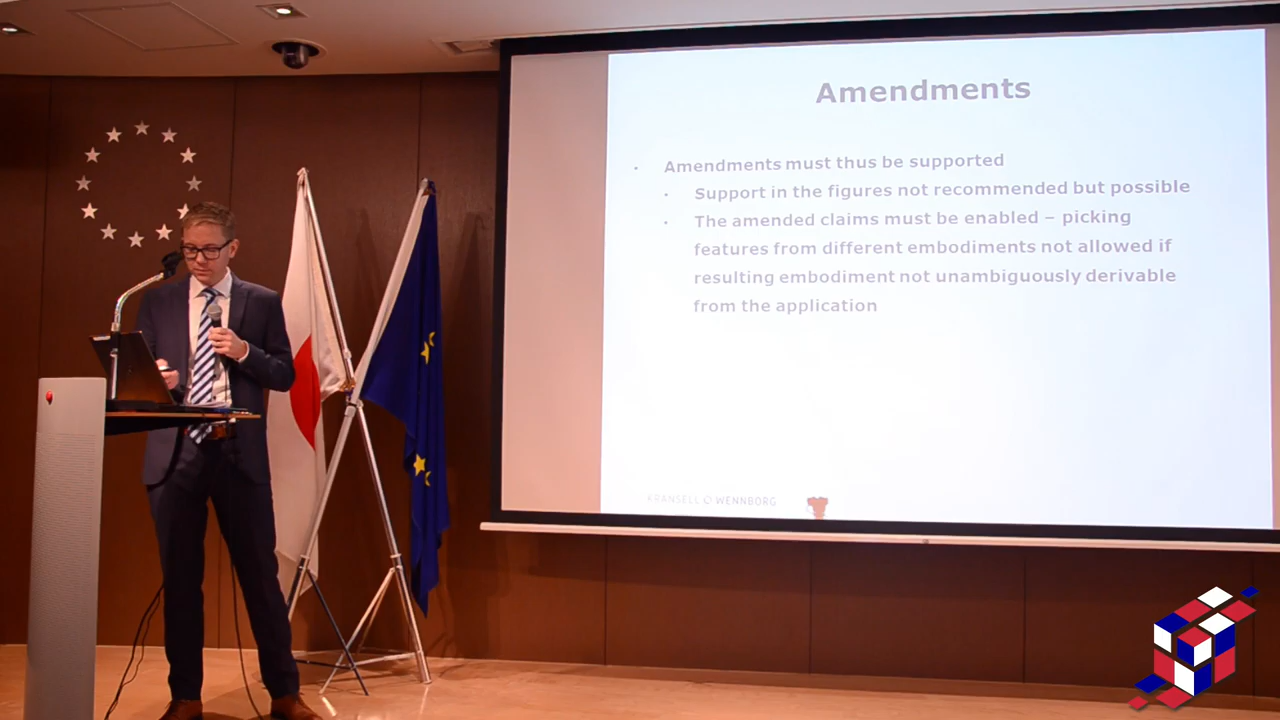 Amendments
• Amendments must thus be supported
• Support in the figures not recommended but possible
• The amended claims must be enabled – picking
features from different embodiments not allowed if
resulting embodiment not unambiguously derivable
from the application
KRANSELL & WENNBORG